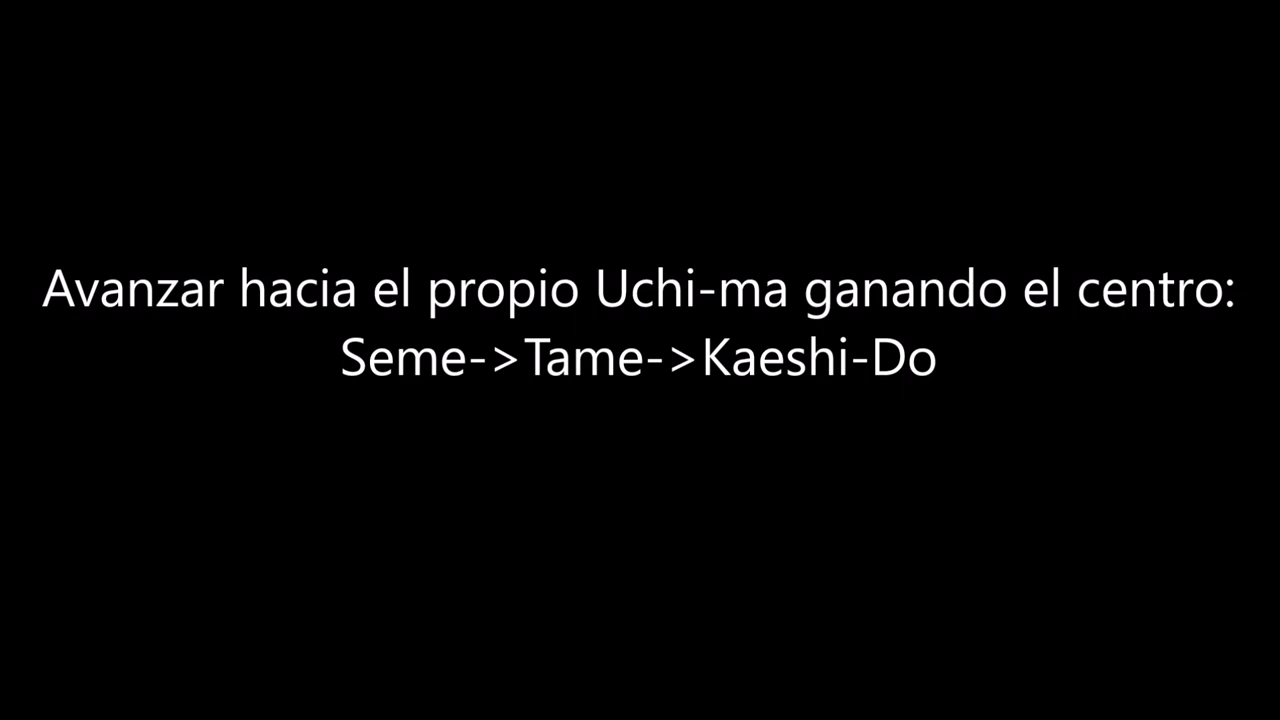 Avanzar hacia el propio Uchi-ma ganando el centro:
Seme->Tame->Kaeshi-Do